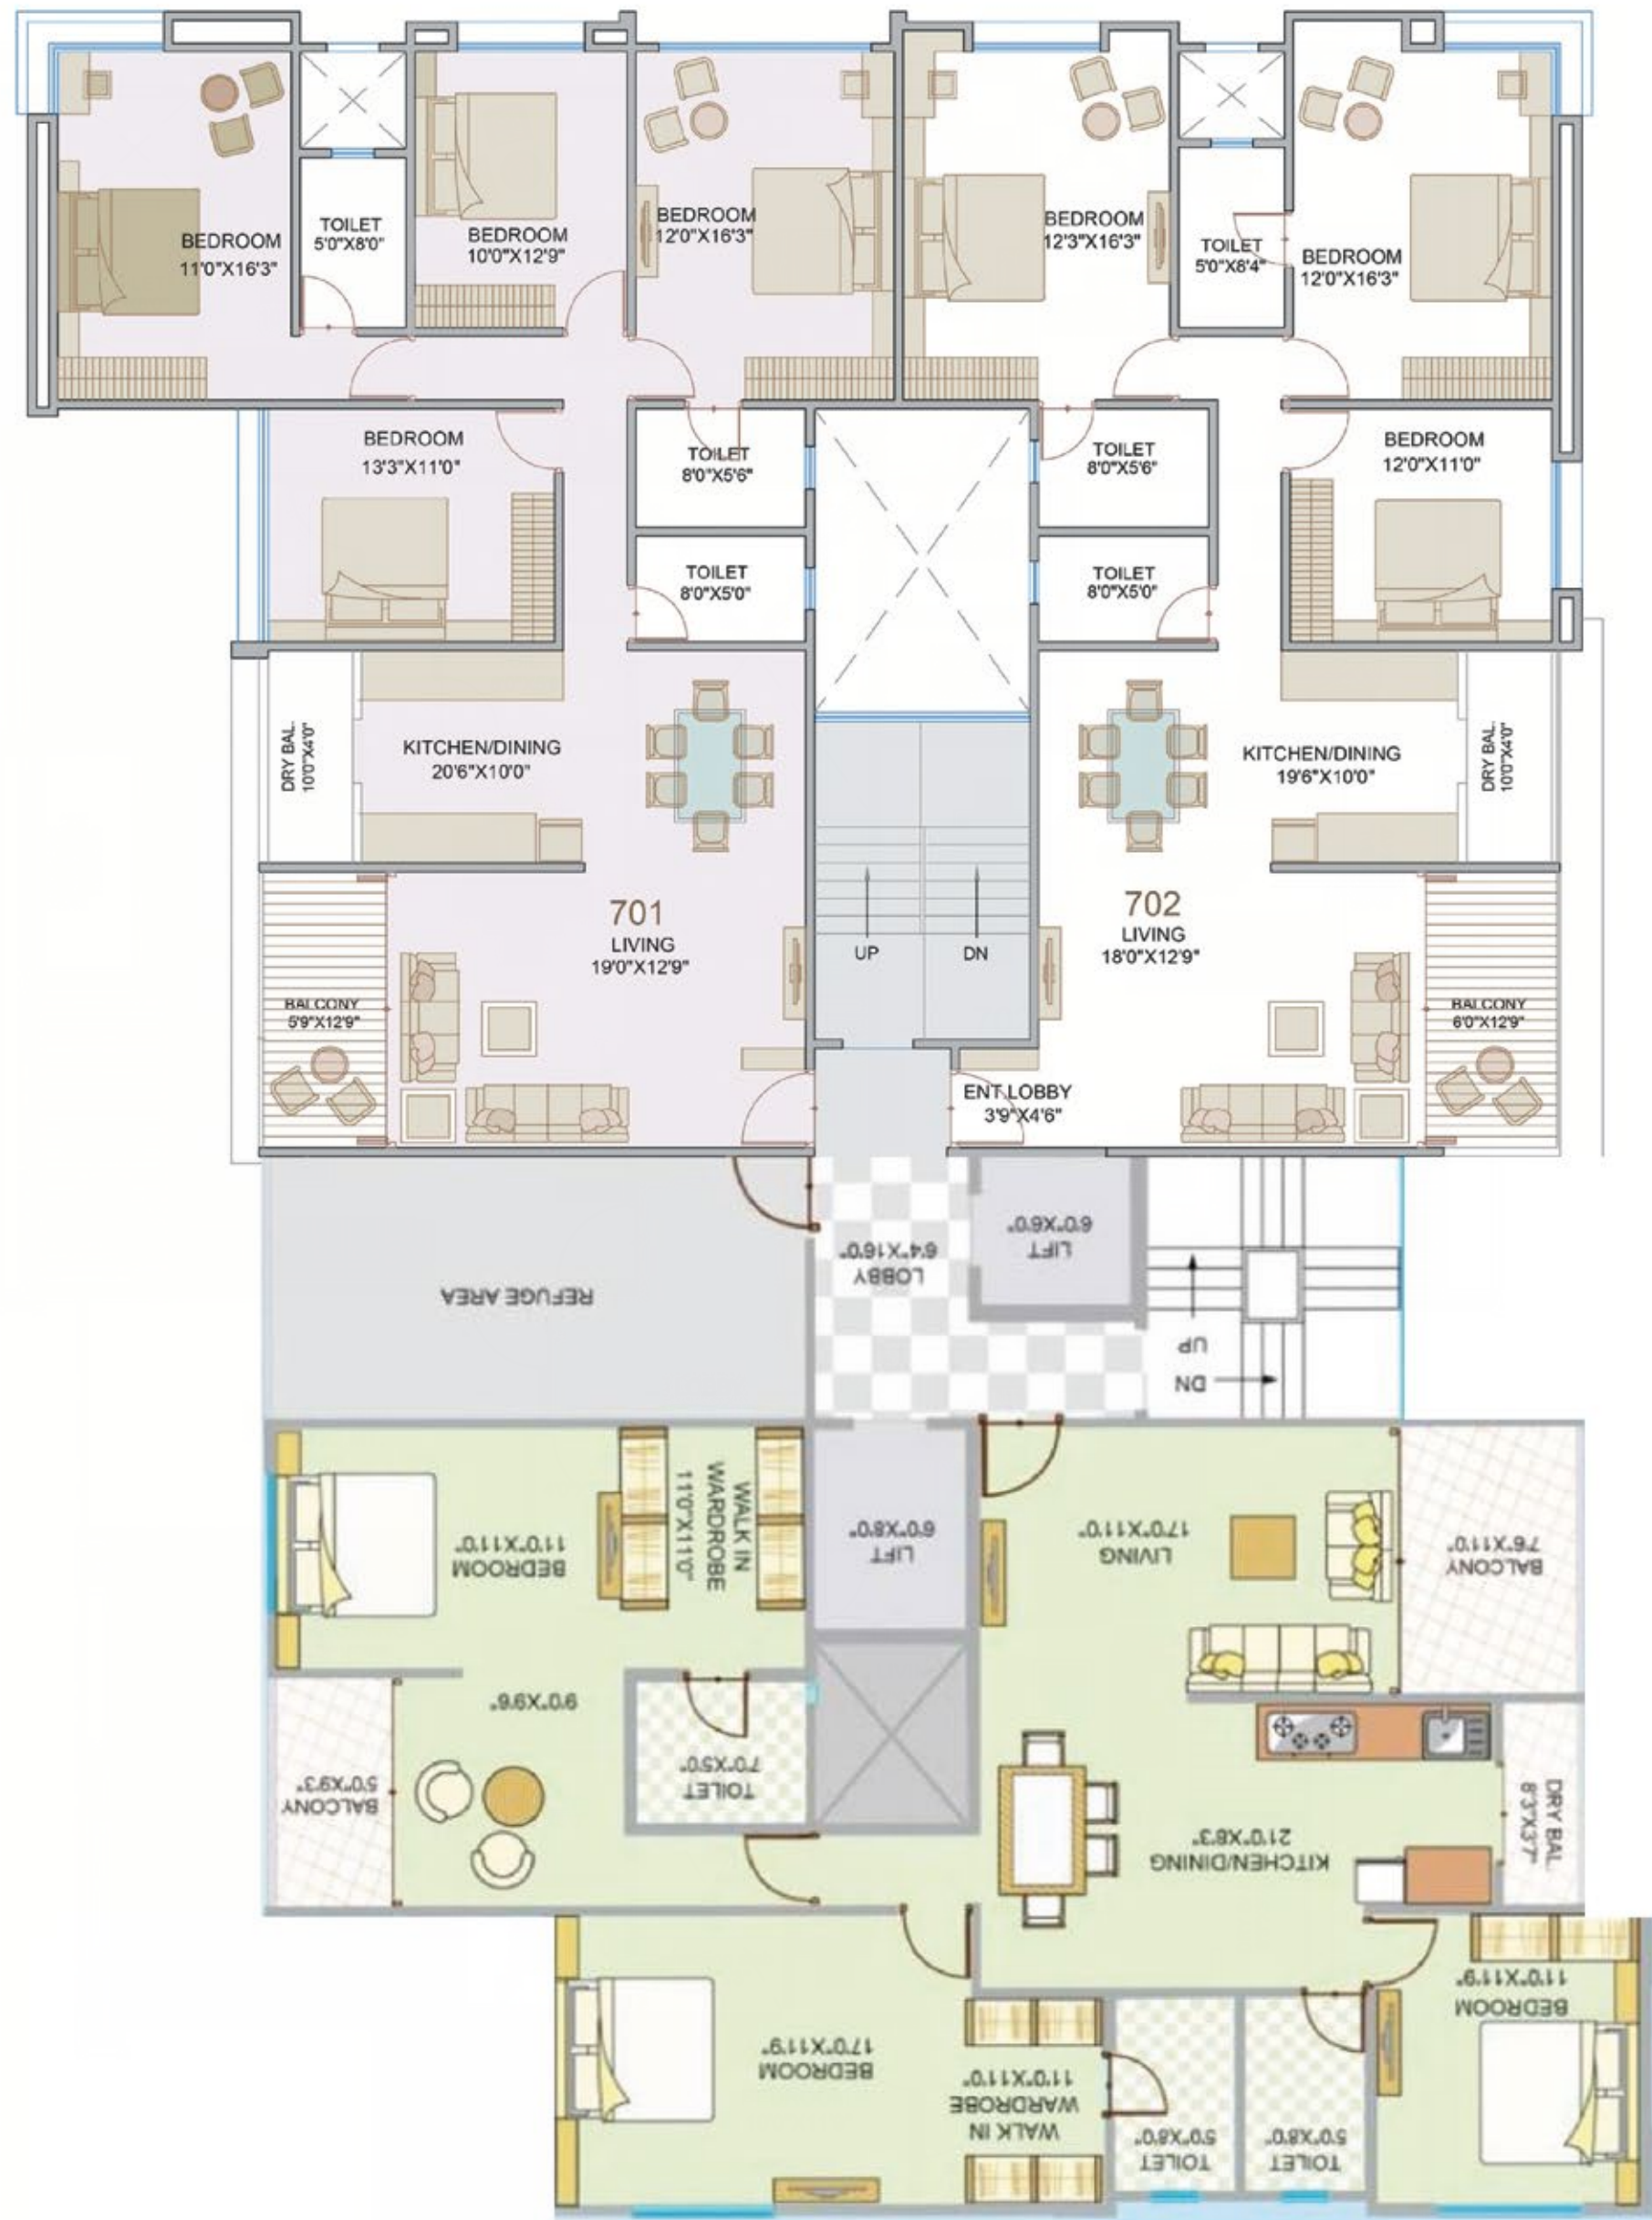 BEDROOM
11'0"X16'3"
TOILET
5'0"X8'0"
BEDROOM
10'0"X12'9"
BEDROOM
12'0"X16'3"
BEDROOM
12'3"X16'3"
TOILET
5'0"X8'4"
BEDROOM
12'0"X16'3"
BEDROOM
13'3"X11'0"
TOILET
8'0"X5'6"
TOILET
8'0"X5'6"
BEDROOM
12'0"X11'0"
TOILET
8'0"X5'0"
TOILET
8'0"X5'0"
DRY BAL.
10'0"X4'0"
KITCHEN/DINING
20'6"X10'0"
KITCHEN/DINING
19'6"X10'0"
DRY BAL.
10'0"X4'0"
701
LIVING
19'0"X12'9"
UP
DN
702
LIVING
18'0"X12'9"
BALCONY
5'9"X12'9"
BALCONY
6'0"X12'9"
ENT.LOBBY
3'9"X4'6"
REFUGE AREA
LOBBY
6'4"X16'0"
LIFT
6'0"X6'0"
UP
DN
BEDROOM
11'0"X11'0"
WALK IN
WARDROBE
11'0"X11'0"
LIFT
6'0"X8'0"
LIVING
17'0"X11'0"
BALCONY
7'6"X11'0"
9'0"X9'6"
BALCONY
5'0"X9'3"
TOILET
7'0"X5'0"
KITCHEN/DINING
21'0"X8'3"
DRY BAL.
8'3"X3'7"
BEDROOM
17'0"X11'9"
WALK IN
WARDROBE
11'0"X11'0"
TOILET
5'0"X8'0"
TOILET
5'0"X8'0"
BEDROOM
11'0"X11'9"